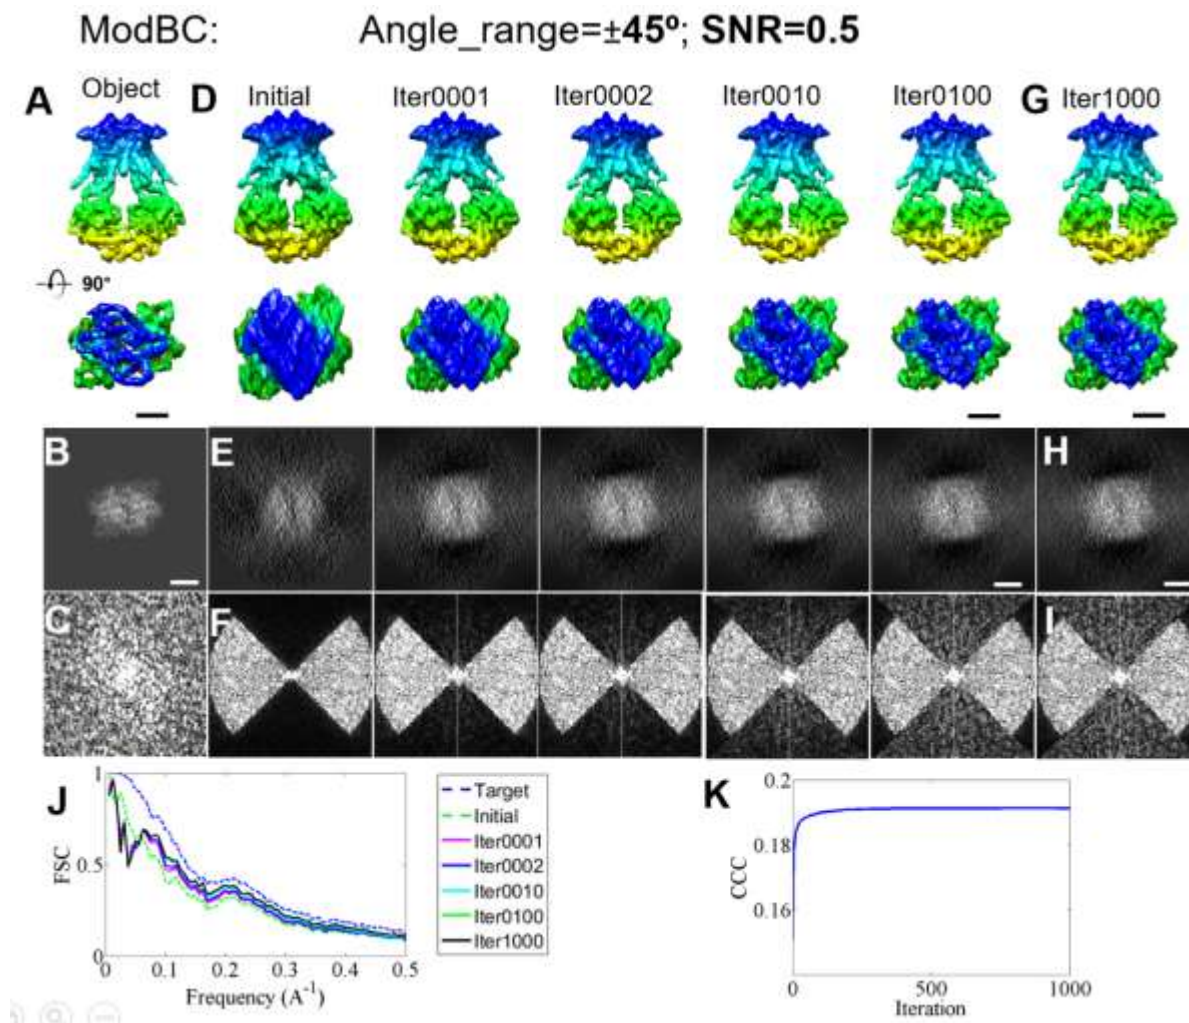 ModBC: Angle_range=±45º; SNR=0.5
A Object D Initial Iter0001 Iter0002 Iter0010 Iter0100 G Iter1000
90°
B E H
C F I
J
1
0.5
0
FSC
0 0.1 0.2 0.3 0.4 0.5
Frequency (A⁻¹)
Target
Initial
Iter0001
Iter0002
Iter0010
Iter0100
Iter1000
K
0.2
0.18
0.16
CCC
0 500 1000
Iteration